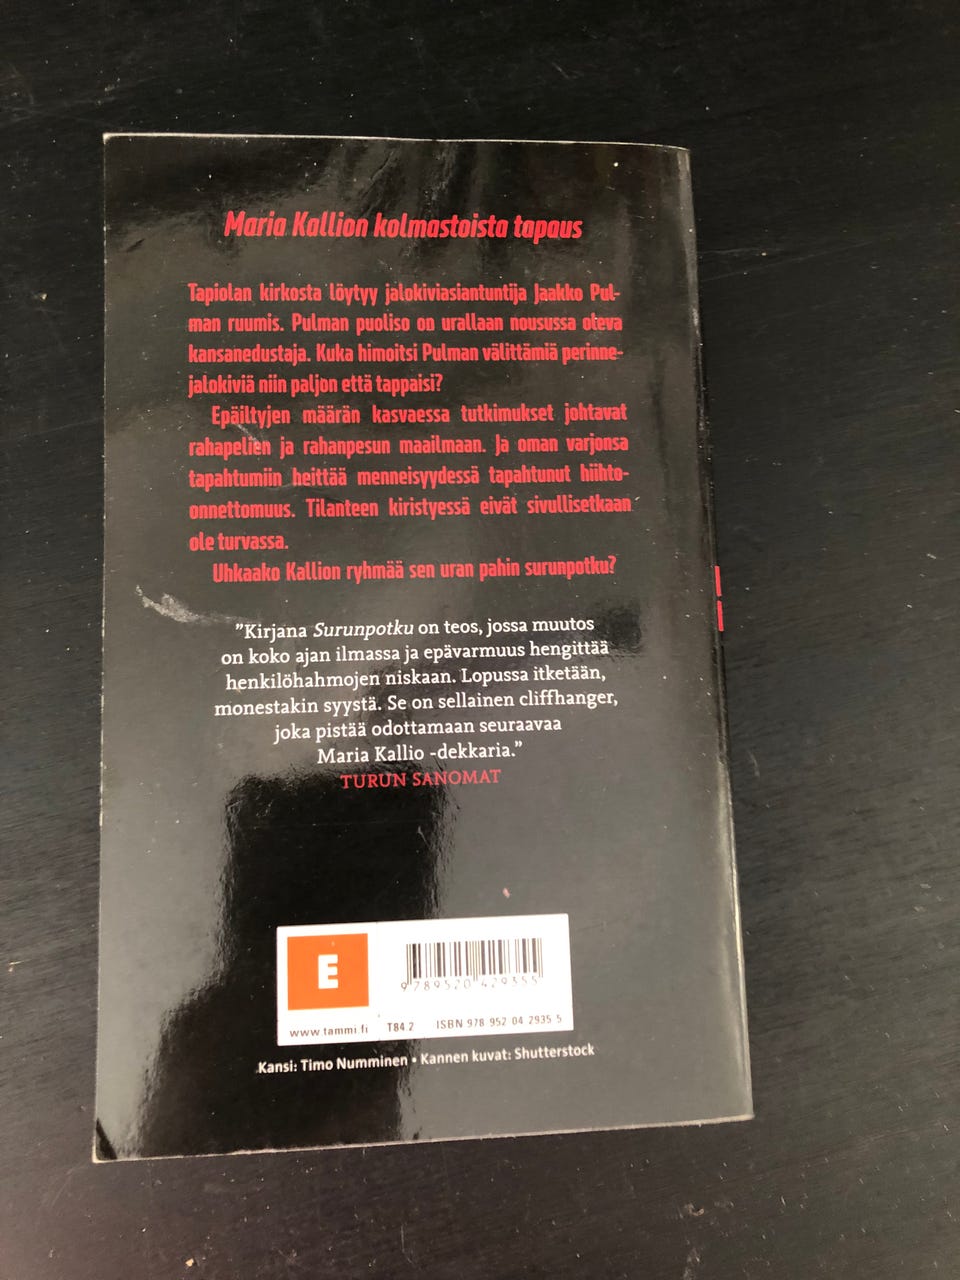 Maria Kallion kolmastoista tapaus
Tapiolan kirkosta löytyy jalokiviasiantuntija Jaakko Pul-
man ruumis. Pulman puoliso on urallaan nousussa oleva
kansanedustaja. Kuka himoitsi Pulman välittämiä perinne-
jalokiviä niin paljon että tappaisi?
Epäiltyjen määrän kasvaessa tutkimukset johtavat
rahapelien ja rahanpesun maailmaan. Ja oman varjonsa
tapahtumiin heittää menneisyydessä tapahtunut hiihto-
onnettomuus. Tilanteen kiristyessä eivät sivullisetkaan
ole turvassa.
Uhkaako Kallion ryhmää sen uran pahin surunpotku?
”Kirjana Surunpotku on teos, jossa muutos
on koko ajan ilmassa ja epävarmuus hengittää
henkilöhahmojen niskaan. Lopussa itketään,
monestakin syystä. Se on sellainen cliffhanger,
joka pistää odottamaan seuraavaa
Maria Kallio -dekkaria.”
TURUN SANOMAT
E
9 789520 429355
www.tammi.fi T84.2 ISBN 978 952 04 2935 5
Kansi: Timo Numminen • Kannen kuvat: Shutterstock